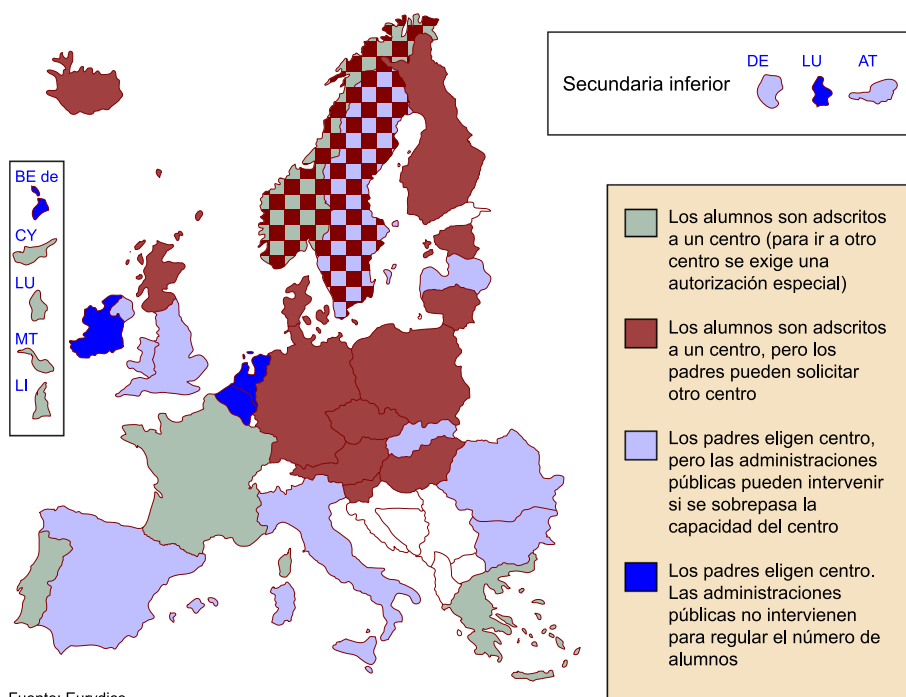 Secundaria inferior
DE
LU
AT
BE de
CY
LU
MT
LI
Los alumnos son adscritos
a un centro (para ir a otro
centro se exige una
autorización especial)
Los alumnos son adscritos
a un centro, pero los
padres pueden solicitar
otro centro
Los padres eligen centro,
pero las administraciones
públicas pueden intervenir
si se sobrepasa la
capacidad del centro
Los padres eligen centro.
Las administraciones
públicas no intervienen
para regular el número de
alumnos
Fuente: Eurydice